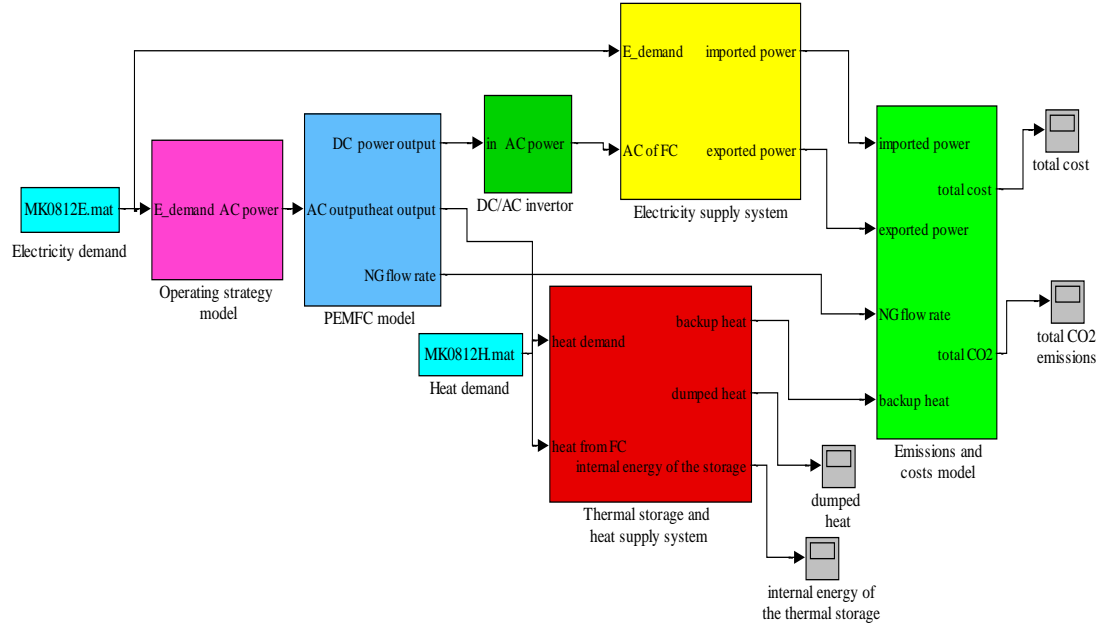 E_demand
imported power
AC of FC
exported power
Electricity supply system
in
AC power
DC/AC invertor
DC power output
AC output
heat output
NG flow rate
PEMFC model
E_demand
AC power
Operating strategy
model
MK0812E.mat
Electricity demand
MK0812H.mat
Heat demand
heat demand
backup heat
dumped heat
heat from FC
internal energy of the storage
Thermal storage and
heat supply system
imported power
total cost
exported power
NG flow rate
total CO2
backup heat
Emissions and
costs model
total cost
total CO2
emissions
dumped
heat
internal energy of
the thermal storage